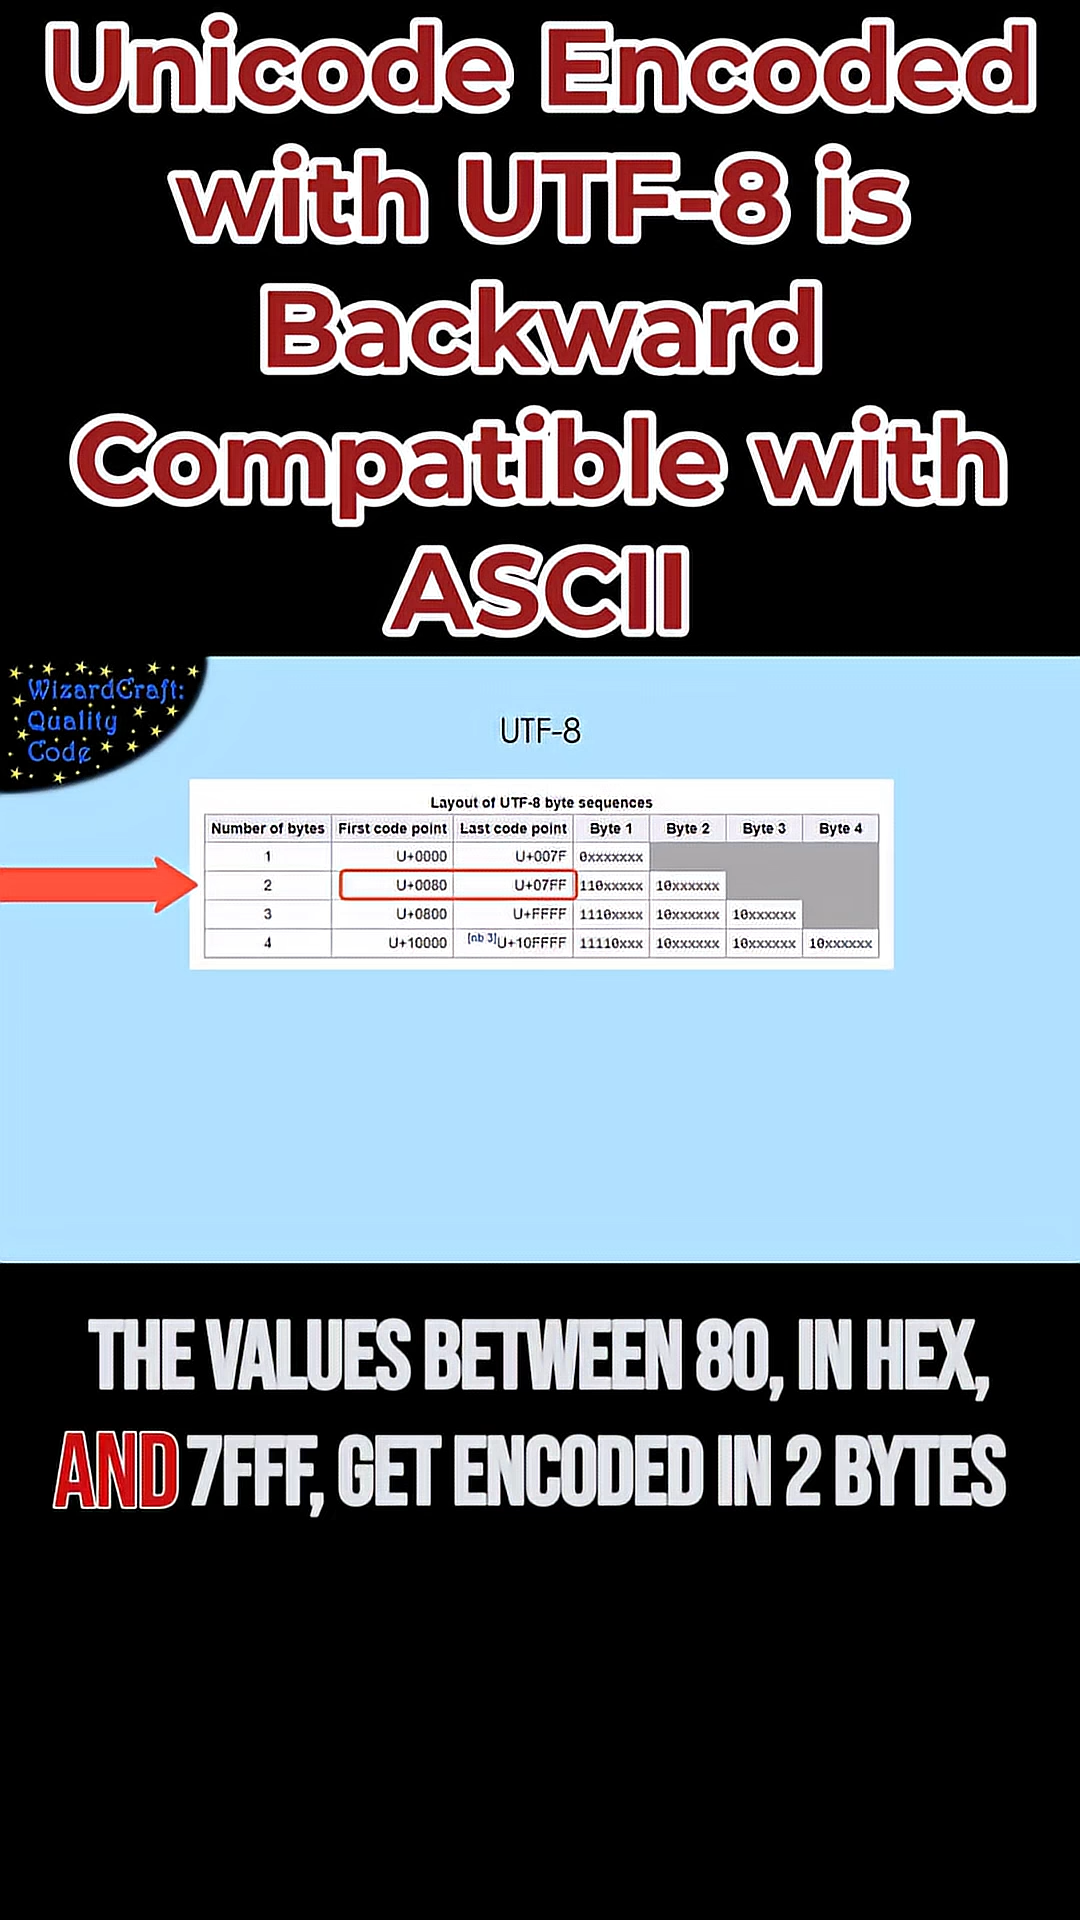 Unicode Encoded
with UTF-8 is
Backward
Compatible with
ASCII
WizardCraft:
Quality
Code
UTF-8
Layout of UTF-8 byte sequences
Number of bytes First code point Last code point Byte 1 Byte 2 Byte 3 Byte 4
1 U+0000 U+007F 0xxxxxxx
2 U+0080 U+07FF 110xxxxx 10xxxxxx
3 U+0800 U+FFFF 1110xxxx 10xxxxxx 10xxxxxx
4 U+10000 [nb 3]U+10FFFF 11110xxx 10xxxxxx 10xxxxxx 10xxxxxx
THE VALUES BETWEEN 80, IN HEX,
AND 7FFF, GET ENCODED IN 2 BYTES